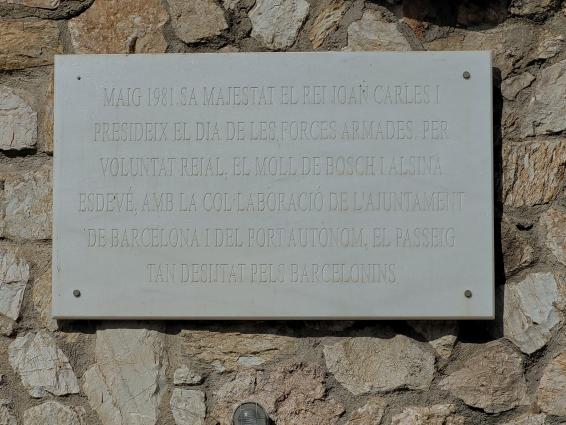 MAIG 1981. SA MAJESTAT EL REI JOAN CARLES I
PRESIDEIX EL DIA DE LES FORCES ARMADES. PER
VOLUNTAT REIAL, EL MOLL DE BOSCH I ALSINA
ESDEVÉ, AMB LA COL·LABORACIÓ DE L'AJUNTAMENT
DE BARCELONA I DEL PORT AUTÒNOM, EL PASSEIG
TAN DESITJAT PELS BARCELONINS